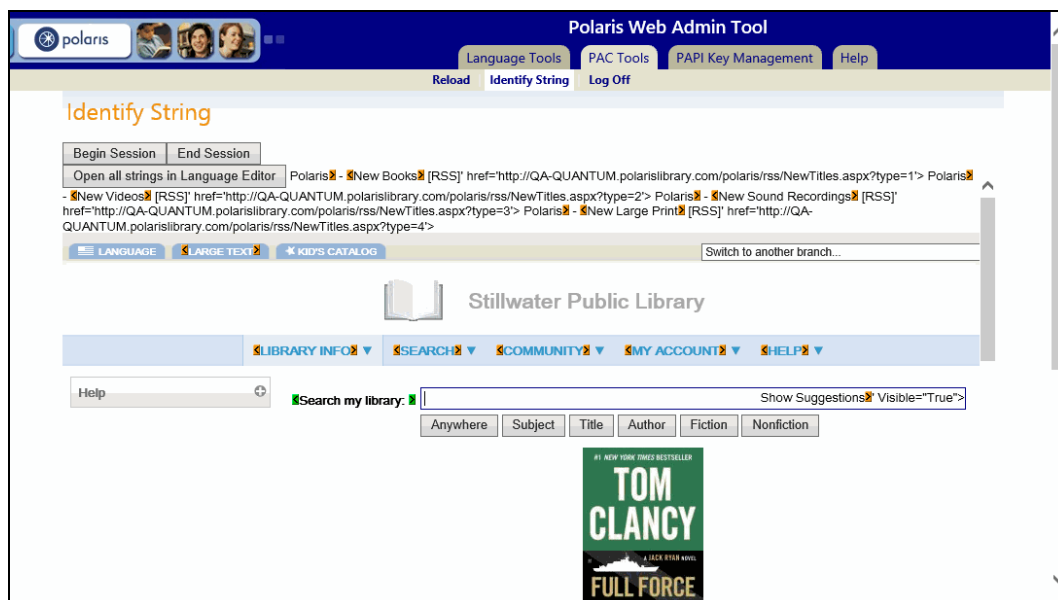 Polaris Web Admin Tool
polaris
Language Tools PAC Tools PAPI Key Management Help
Reload Identify String Log Off
Identify String
Begin Session End Session
Open all strings in Language Editor Polaris> - <New Books> [RSS]' href='http://QA-QUANTUM.polarislibrary.com/polaris/rss/NewTitles.aspx?type=1'> Polaris>
- <New Videos> [RSS]' href='http://QA-QUANTUM.polarislibrary.com/polaris/rss/NewTitles.aspx?type=2'> Polaris> - <New Sound Recordings> [RSS]'
href='http://QA-QUANTUM.polarislibrary.com/polaris/rss/NewTitles.aspx?type=3'> Polaris> - <New Large Print> [RSS]' href='http://QA-
QUANTUM.polarislibrary.com/polaris/rss/NewTitles.aspx?type=4'>
LANGUAGE <LARGE TEXT> KID'S CATALOG Switch to another branch...
Stillwater Public Library
<LIBRARY INFO> ▼ <SEARCH> ▼ <COMMUNITY> ▼ <MY ACCOUNT> ▼ <HELP> ▼
Help <Search my library: > Show Suggestions>' Visible="True">
Anywhere Subject Title Author Fiction Nonfiction
#1 NEW YORK TIMES BESTSELLER
TOM
CLANCY
A JACK RYAN NOVEL
FULL FORCE